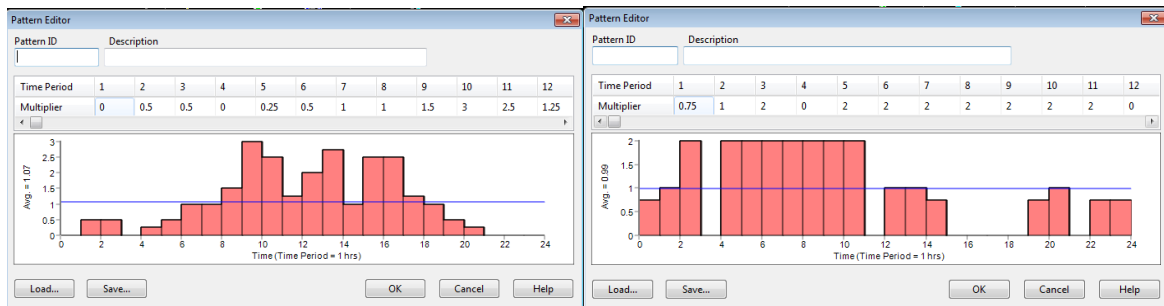 Pattern Editor
Pattern ID Description
Time Period 1 2 3 4 5 6 7 8 9 10 11 12
Multiplier 0 0.5 0.5 0 0.25 0.5 1 1 1.5 3 2.5 1.25
3
2.5
2
1.5
1
0.5
0
Avg. = 1.07
0 2 4 6 8 10 12 14 16 18 20 22 24
Time (Time Period = 1 hrs)
Load... Save... OK Cancel Help
Pattern Editor
Pattern ID Description
Time Period 1 2 3 4 5 6 7 8 9 10 11 12
Multiplier 0.75 1 2 0 2 2 2 2 2 2 2 0
2
1.5
1
0.5
0
Avg. = 0.99
0 2 4 6 8 10 12 14 16 18 20 22 24
Time (Time Period = 1 hrs)
Load... Save... OK Cancel Help